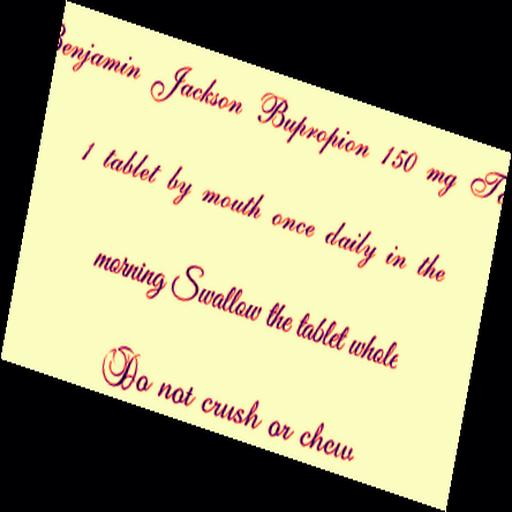 Benjamin Jackson Bupropion 150 mg
1 tablet by mouth once daily in the
morning Swallow the tablet whole
Do not crush or chew